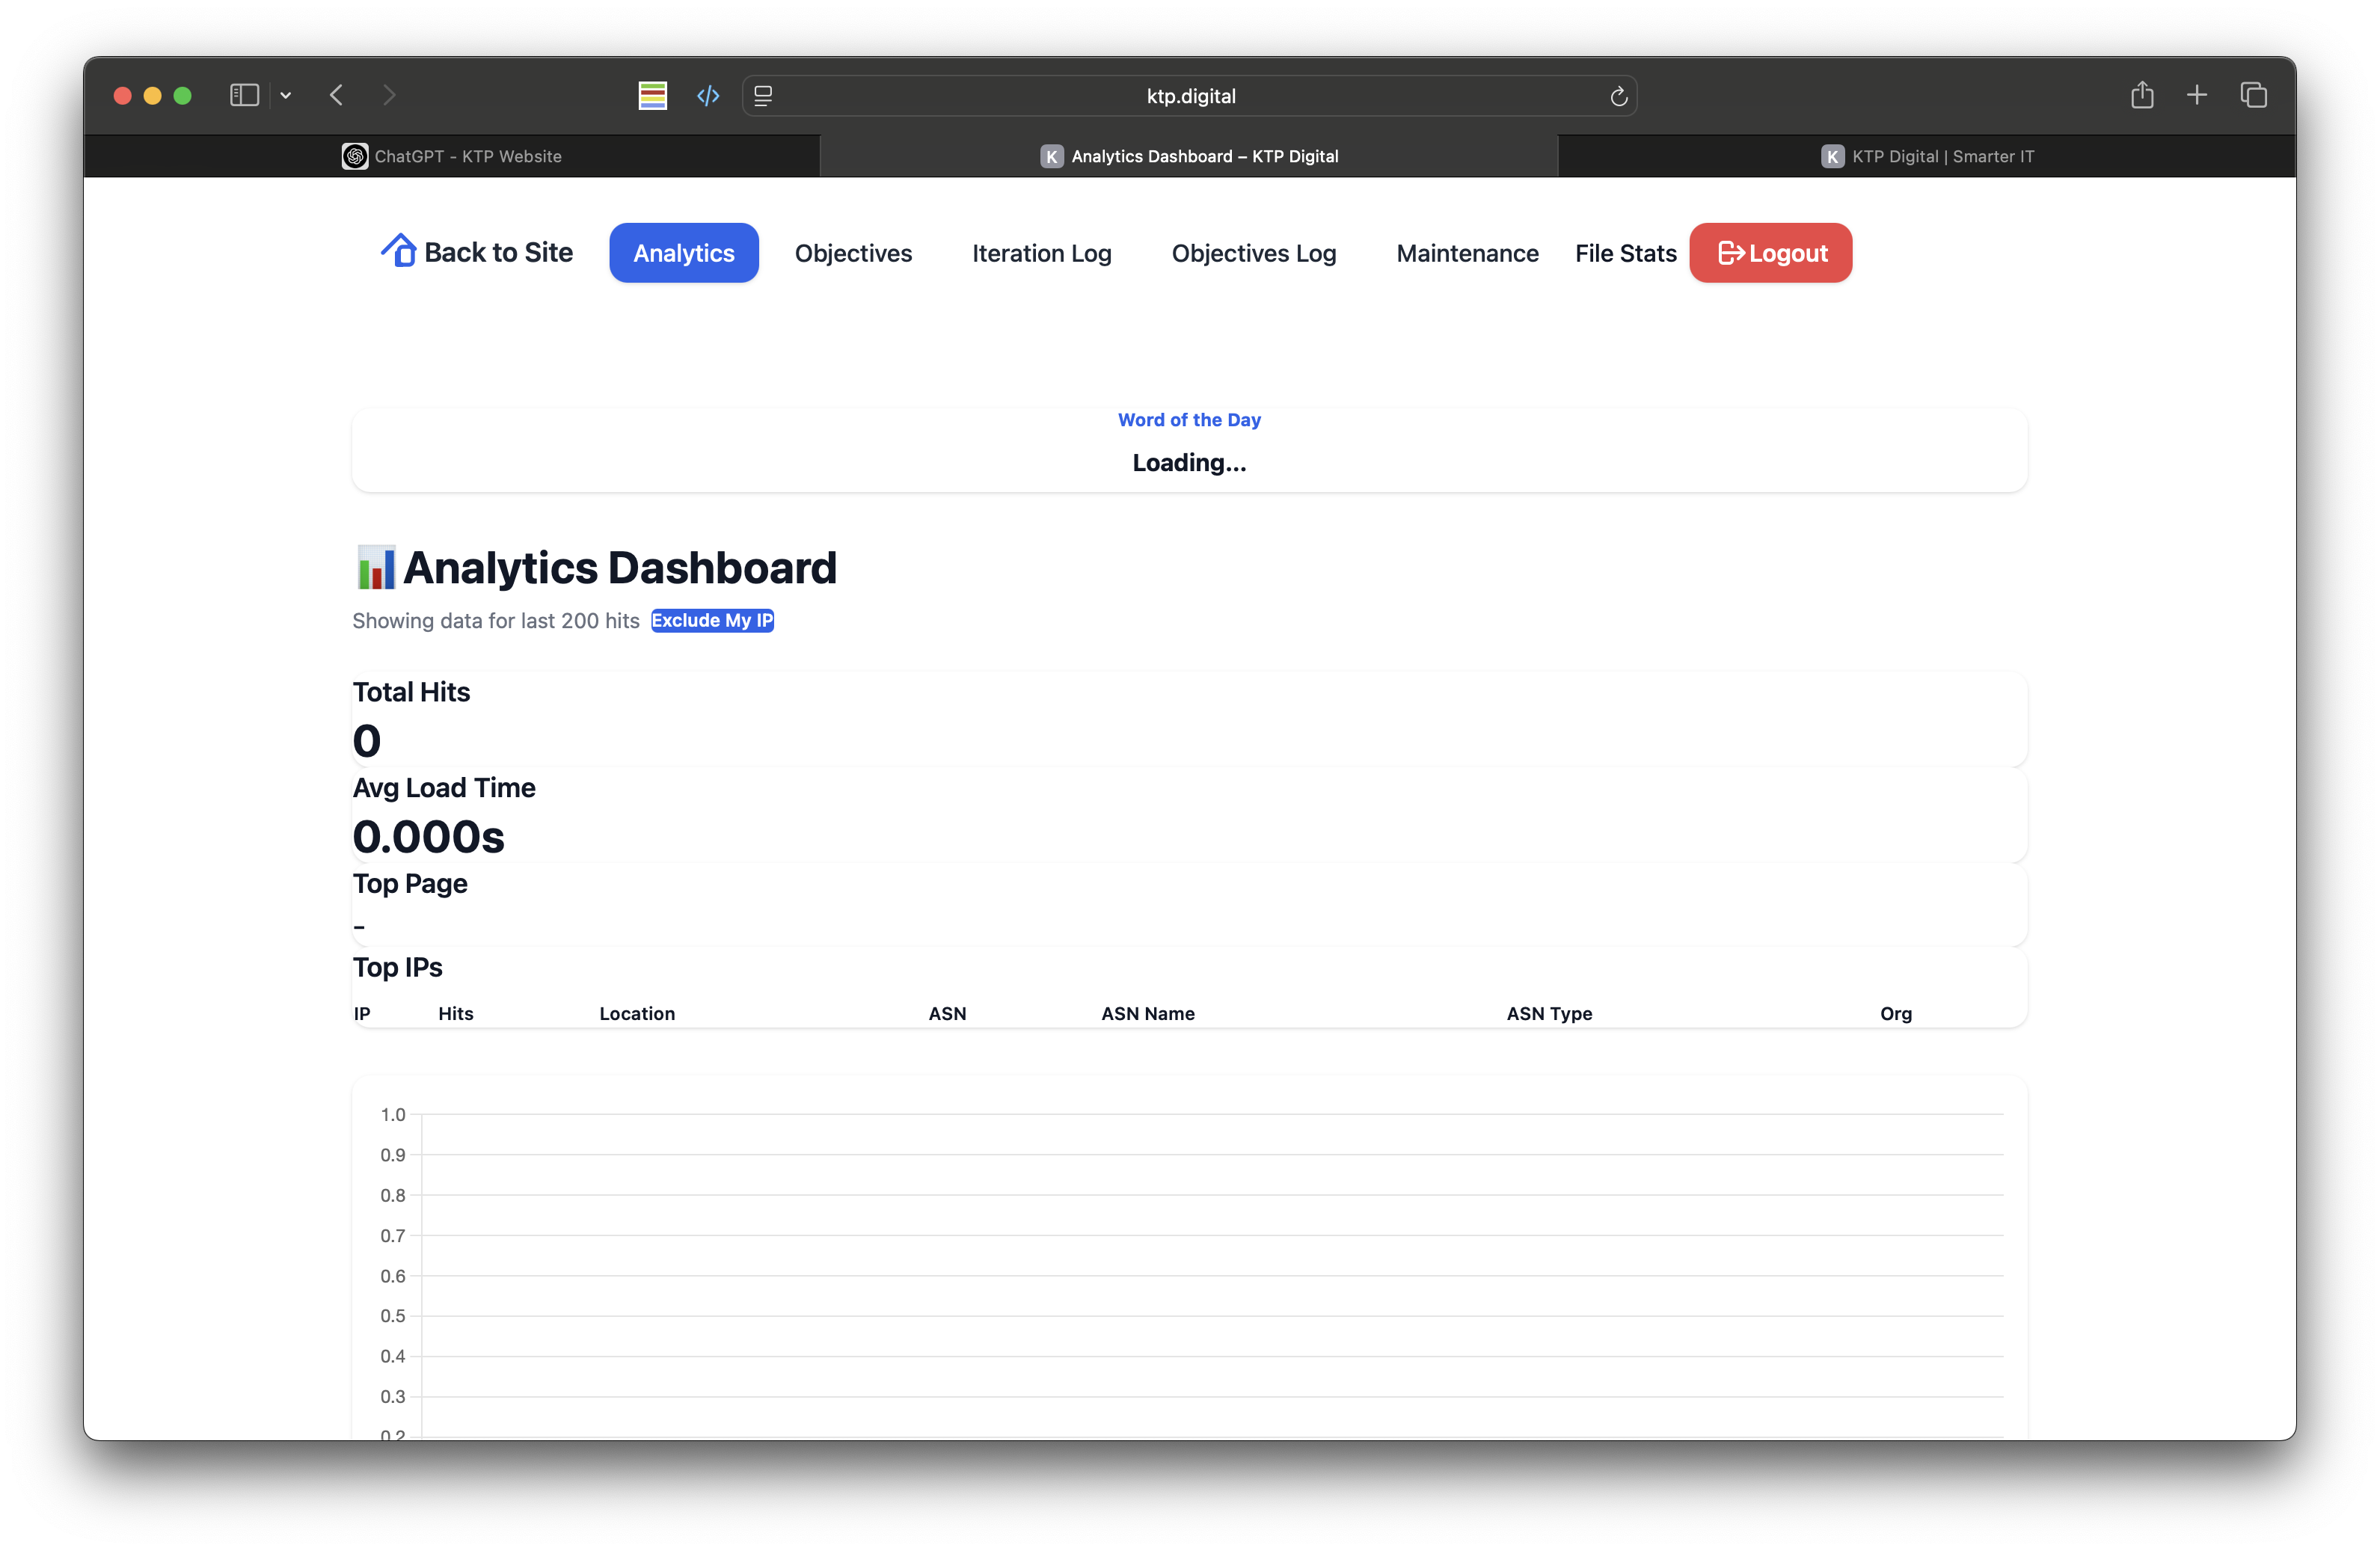 ktp.digital
ChatGPT - KTP Website
K Analytics Dashboard – KTP Digital
K KTP Digital | Smarter IT
Back to Site Analytics Objectives Iteration Log Objectives Log Maintenance File Stats Logout
Word of the Day
Loading...
Analytics Dashboard
Showing data for last 200 hits Exclude My IP
Total Hits
0
Avg Load Time
0.000s
Top Page
-
Top IPs
IP Hits Location ASN ASN Name ASN Type Org
1.0
0.9
0.8
0.7
0.6
0.5
0.4
0.3
0.2